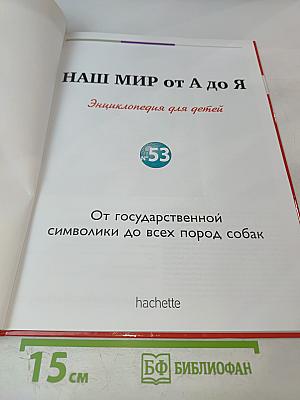 НАШ МИР от А до Я
Энциклопедия для детей
№53
От государственной
символики до всех пород собак
hachette
15 см
БФ БИБЛИОФАН